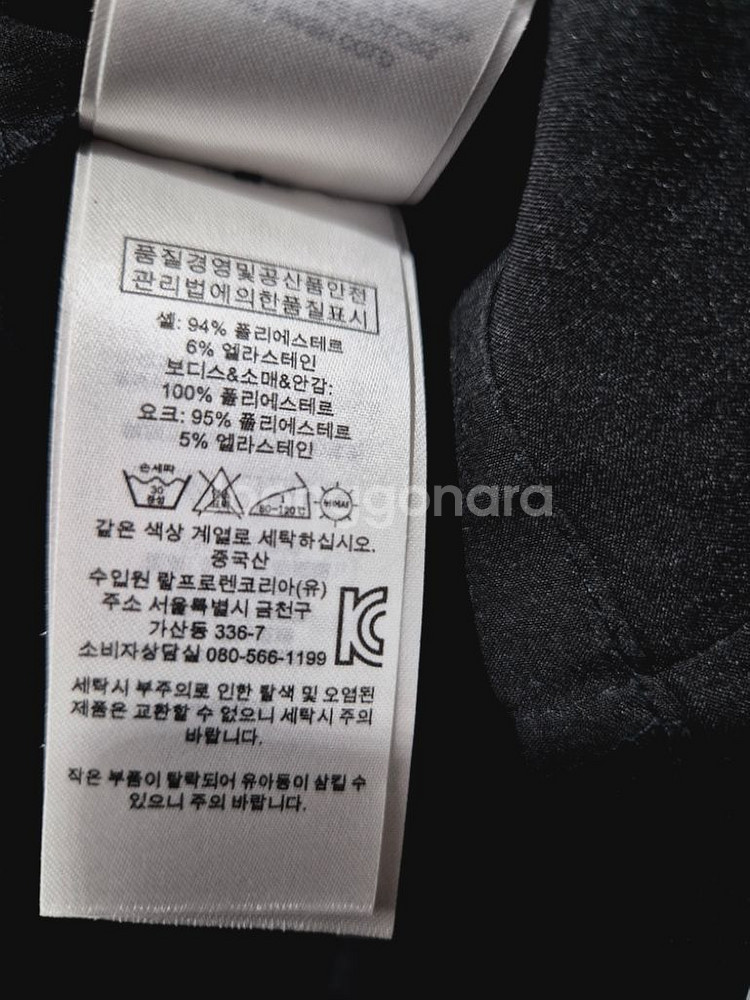 품질경영및공산품안전
관리법에의한품질표시
셸: 94% 폴리에스테르
6% 엘라스테인
보디스&소매&안감:
100% 폴리에스테르
요크: 95% 폴리에스테르
5% 엘라스테인
손세탁
30
중성
80~120℃
joonggonara
같은 색상 계열로 세탁하십시오.
중국산
수입원 랄프로렌코리아(유)
주소 서울특별시 금천구
가산동 336-7
소비자상담실 080-566-1199
세탁시 부주의로 인한 탈색 및 오염된
제품은 교환할 수 없으니 세탁시 주의
바랍니다.
작은 부품이 탈락되어 유아동이 삼킬 수
있으니 주의 바랍니다.